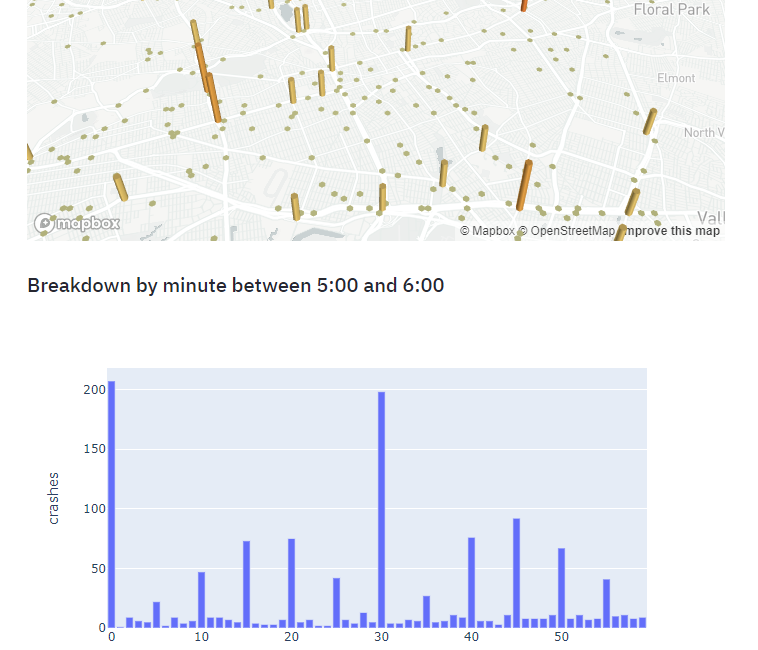 Floral Park
Elmont
North V
Vall
mapbox
© Mapbox © OpenStreetMap Improve this map
Breakdown by minute between 5:00 and 6:00
200
150
100
50
0
crashes
0 10 20 30 40 50